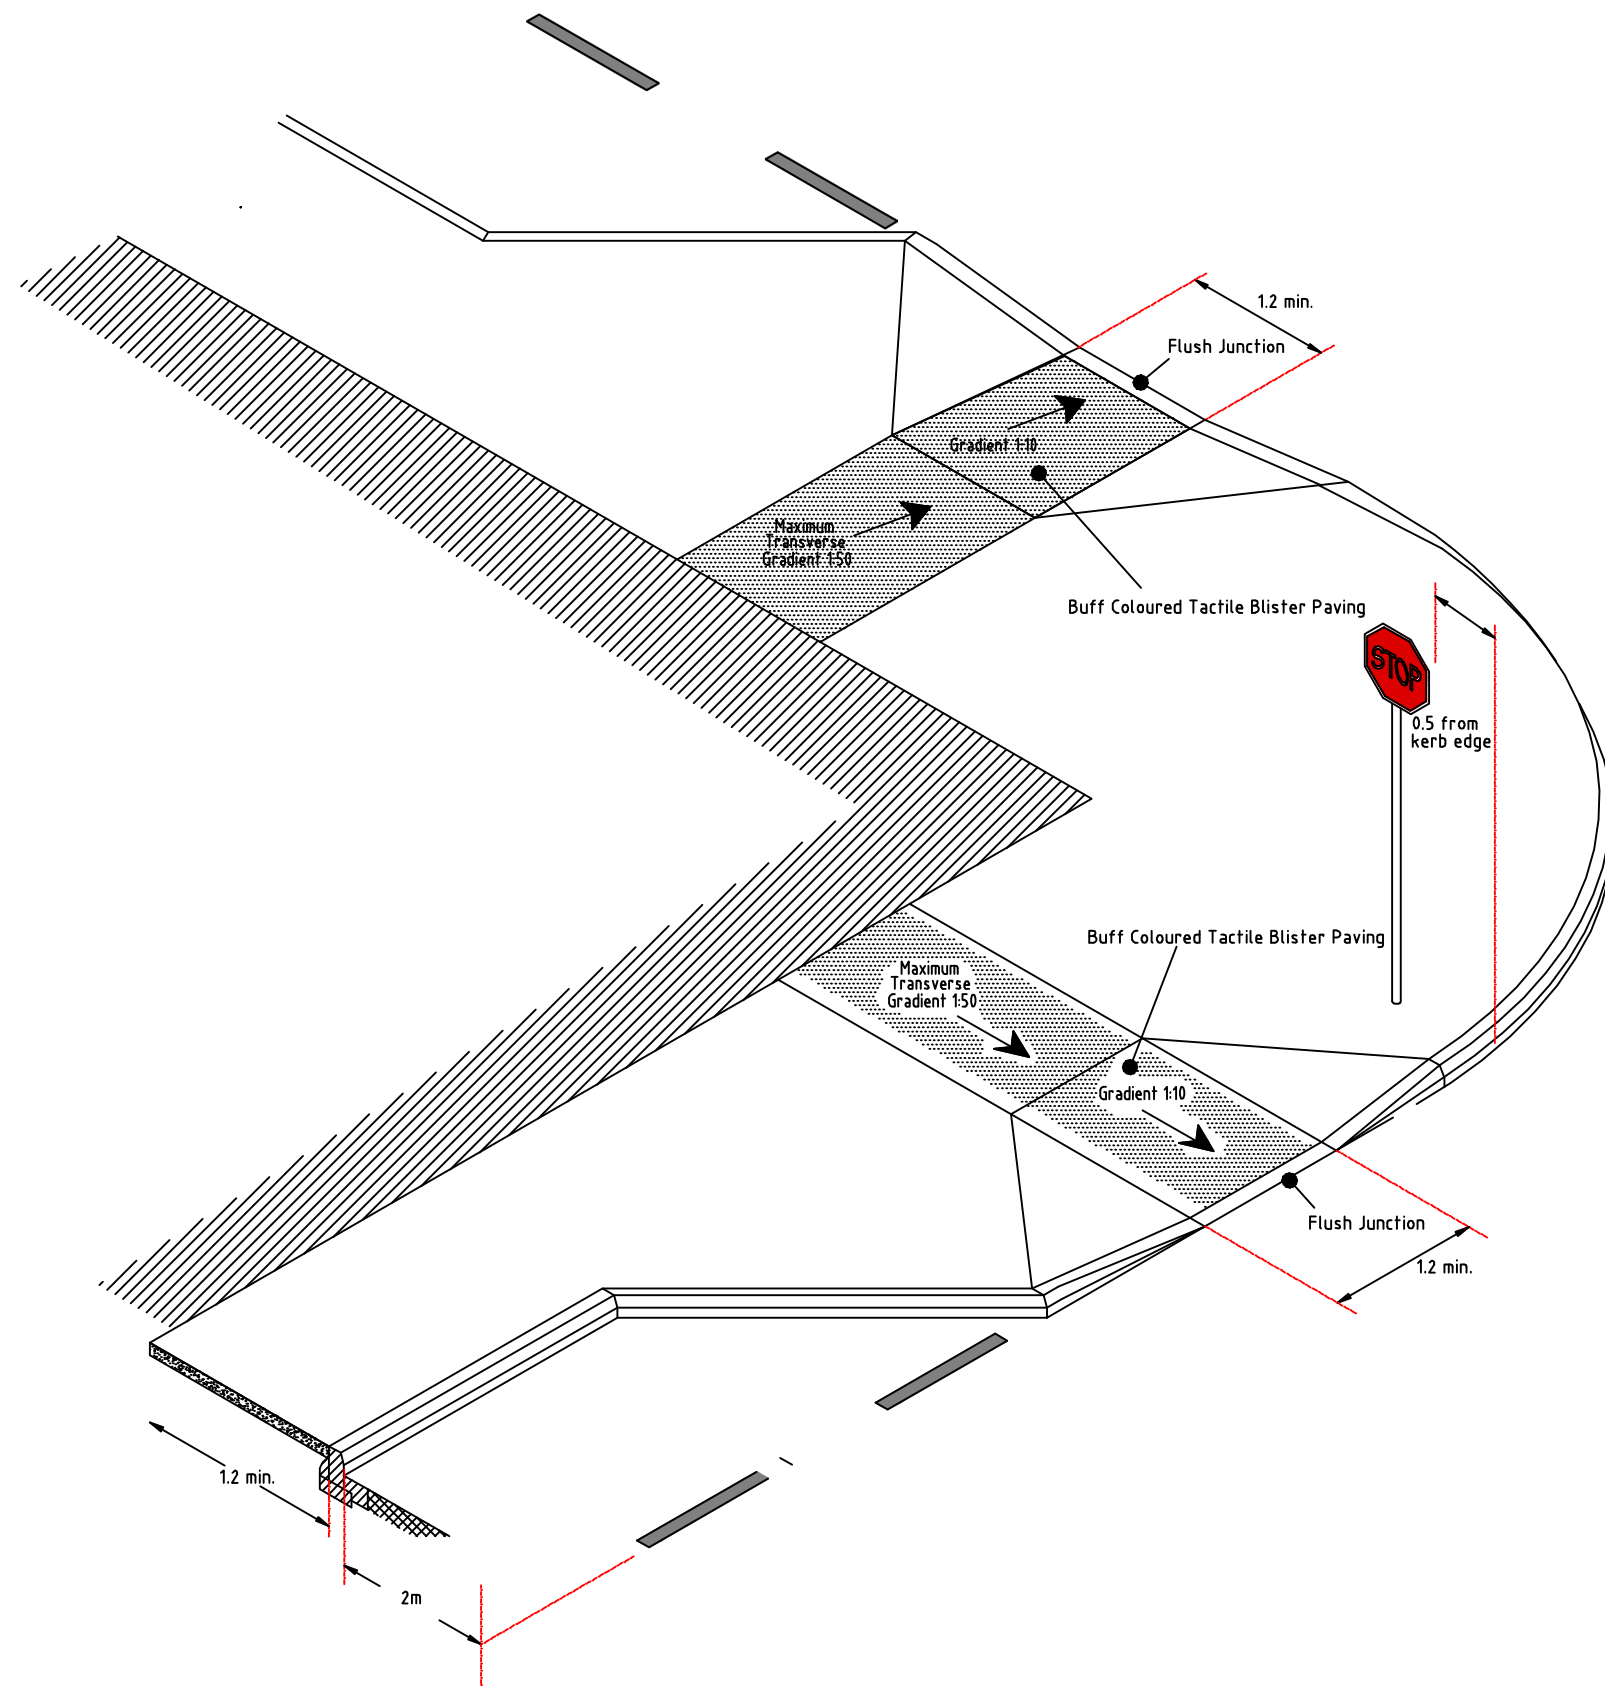 1.2 min.
Flush Junction
Gradient 1:10
Maximum
Transverse
Gradient 1:50
Buff Coloured Tactile Blister Paving
STOP
0.5 from
kerb edge
Buff Coloured Tactile Blister Paving
Maximum
Transverse
Gradient 1:50
Gradient 1:10
Flush Junction
1.2 min.
1.2 min.
2m